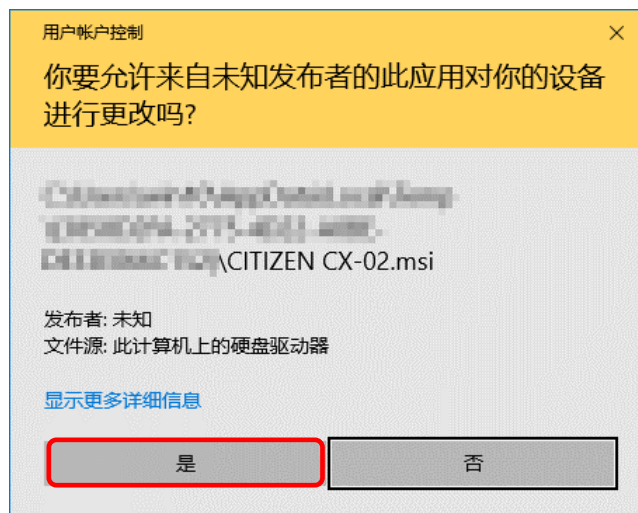 用户帐户控制
你要允许来自未知发布者的此应用对你的设备
进行更改吗?
\CITIZEN CX-02.msi
发布者: 未知
文件源: 此计算机上的硬盘驱动器
显示更多详细信息
是
否